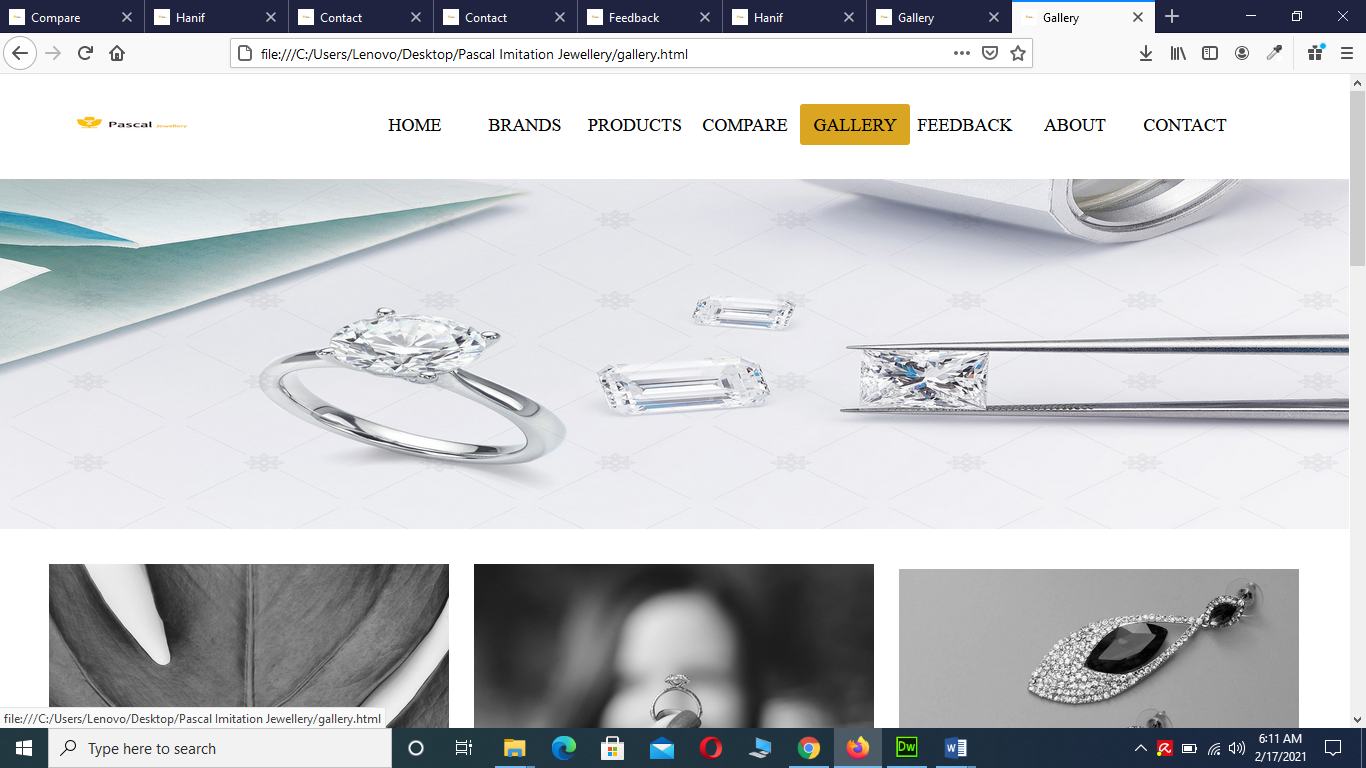 Compare
Hanif
Contact
Contact
Feedback
Hanif
Gallery
Gallery
file:///C:/Users/Lenovo/Desktop/Pascal Imitation Jewellery/gallery.html
Pascal Jewellery
HOME
BRANDS
PRODUCTS
COMPARE
GALLERY
FEEDBACK
ABOUT
CONTACT
file:///C:/Users/Lenovo/Desktop/Pascal Imitation Jewellery/gallery.html
Type here to search
Dw
W
6:11 AM
2/17/2021